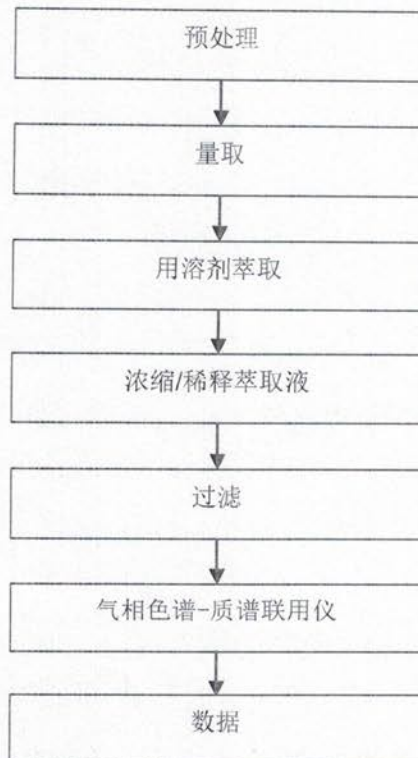 预处理
量取
用溶剂萃取
浓缩/稀释萃取液
过滤
气相色谱-质谱联用仪
数据